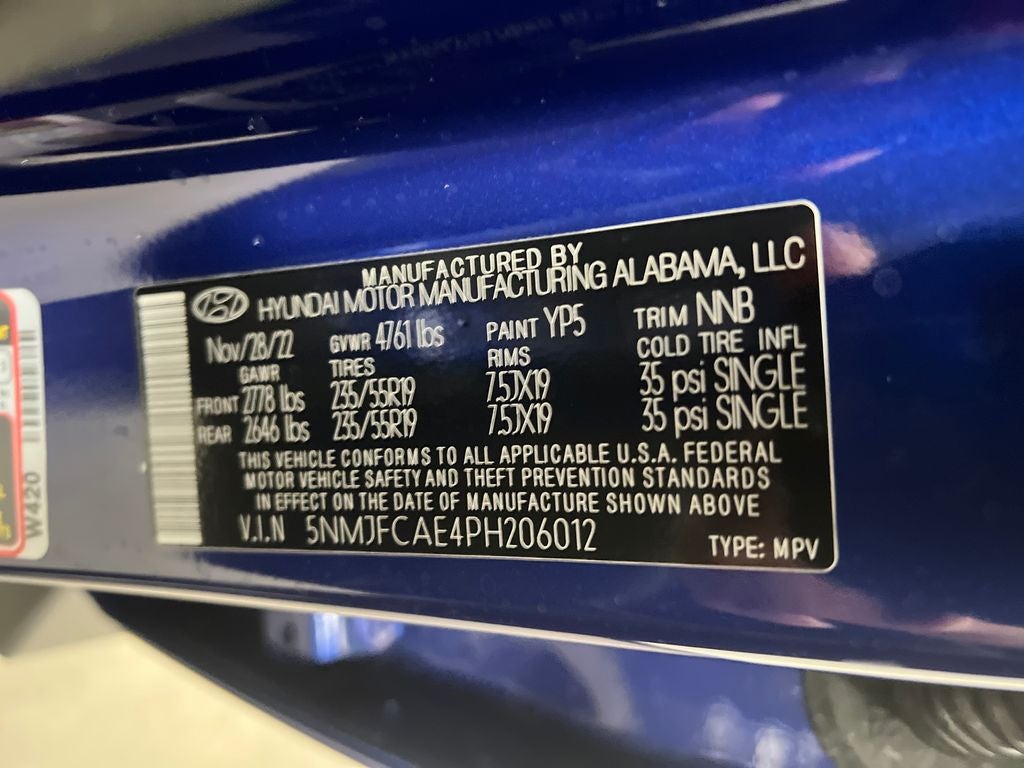 MANUFACTURED BY
HYUNDAI MOTOR MANUFACTURING ALABAMA, LLC
Nov/28/22 GVWR 4761 lbs PAINT YP5 TRIM NNB
GAWR TIRES RIMS COLD TIRE INFL
FRONT 2778 lbs 235/55R19 7.5JX19 35 psi SINGLE
REAR 2646 lbs 235/55R19 7.5JX19 35 psi SINGLE
THIS VEHICLE CONFORMS TO ALL APPLICABLE U.S.A. FEDERAL
MOTOR VEHICLE SAFETY AND THEFT PREVENTION STANDARDS
IN EFFECT ON THE DATE OF MANUFACTURE SHOWN ABOVE
V.I.N 5NMJFCAE4PH206012
TYPE: MPV
W420